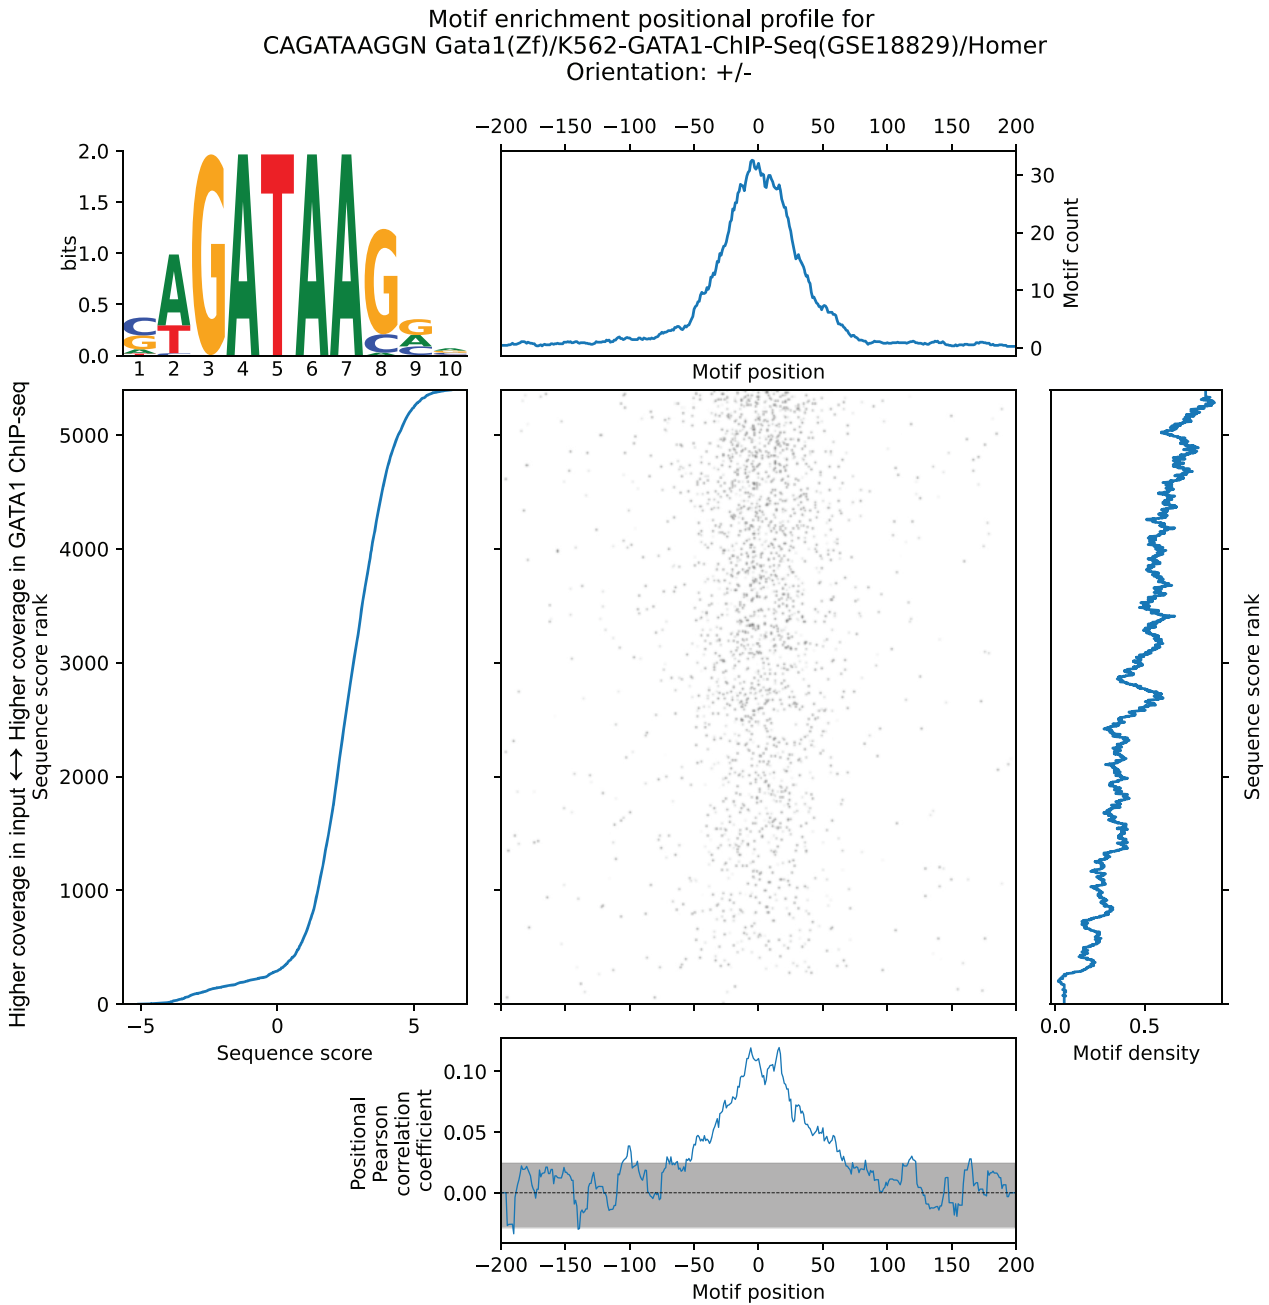 Motif enrichment positional profile for
CAGATAAGGN Gata1(Zf)/K562-GATA1-ChIP-Seq(GSE18829)/Homer
Orientation: +/-
−200 −150 −100 −50 0 50 100 150 200
2.0
1.5
1.0
0.5
0.0
bits
C G A T A T G A T A A G C G A C
1 2 3 4 5 6 7 8 9 10
30
20
10
0
Motif count
Motif position
Higher coverage in input ⟷ Higher coverage in GATA1 ChIP-seq
Sequence score rank
5000
4000
3000
2000
1000
0
−5 0 5
Sequence score
Sequence score rank
0.0 0.5
Motif density
Positional
Pearson
correlation
coefficient
0.10
0.05
0.00
−200 −150 −100 −50 0 50 100 150 200
Motif position